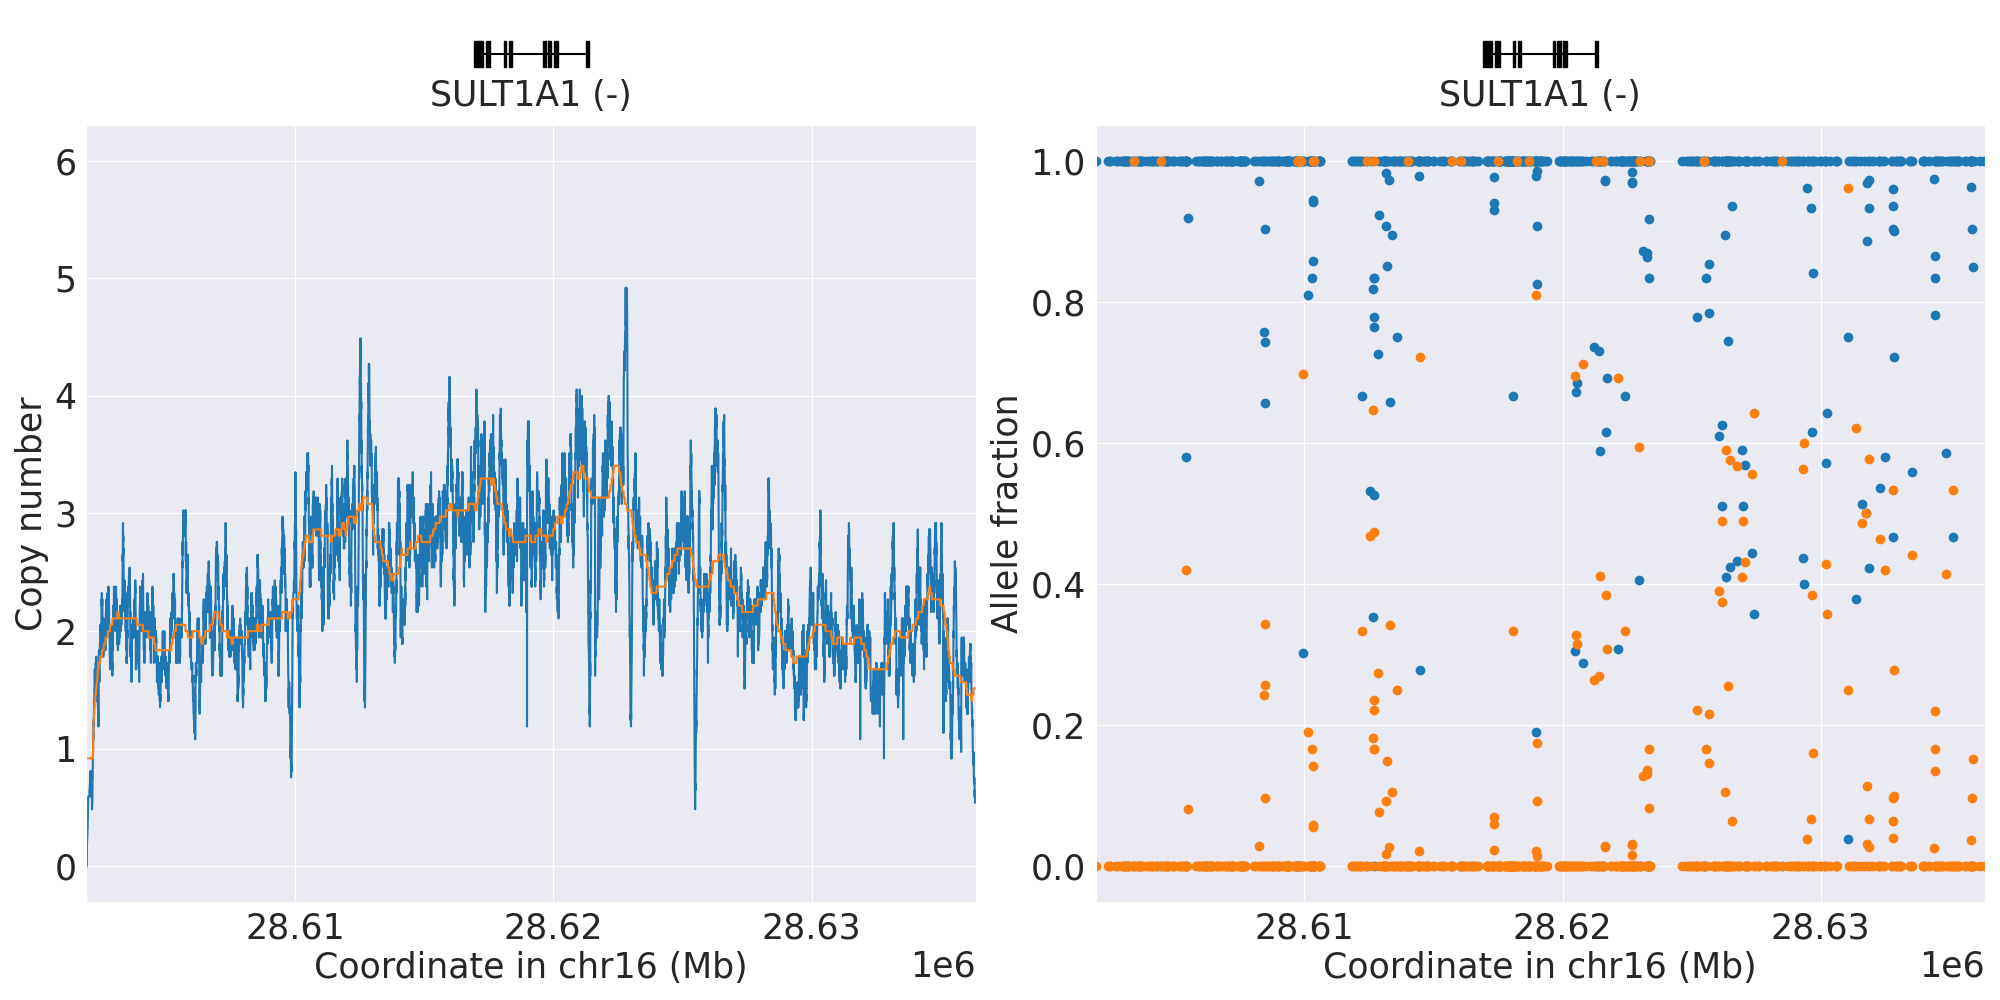 SULT1A1 (-)
Copy number
6
5
4
3
2
1
0
28.61
28.62
28.63
Coordinate in chr16 (Mb)
1e6
SULT1A1 (-)
Allele fraction
1.0
0.8
0.6
0.4
0.2
0.0
28.61
28.62
28.63
Coordinate in chr16 (Mb)
1e6